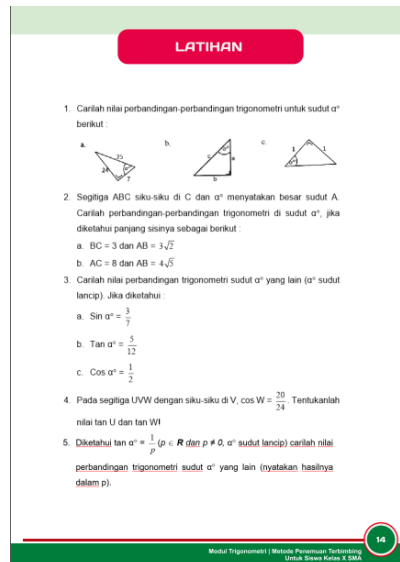 LATIHAN
1. Carilah nilai perbandingan-perbandingan trigonometri untuk sudut α°
berikut :
a. b. c.
25 24 7 α° c α° a b 1 1 α°
2. Segitiga ABC siku-siku di C dan α° menyatakan besar sudut A.
Carilah perbandingan-perbandingan trigonometri di sudut α°, jika
diketahui panjang sisinya sebagai berikut :
a. BC = 3 dan AB = 3√2
b. AC = 8 dan AB = 4√5
3. Carilah nilai perbandingan trigonometri sudut α° yang lain (α° sudut
lancip). Jika diketahui :
a. Sin α° = 3/7
b. Tan α° = 5/12
c. Cos α° = 1/2
4. Pada segitiga UVW dengan siku-siku di V, cos W = 20/24. Tentukanlah
nilai tan U dan tan W!
5. Diketahui tan α° = 1/p (p ∈ R dan p ≠ 0, α° sudut lancip) carilah nilai
perbandingan trigonometri sudut α° yang lain (nyatakan hasilnya
dalam p).
14
Modul Trigonometri | Metode Penemuan Terbimbing
Untuk Siswa Kelas X SMA